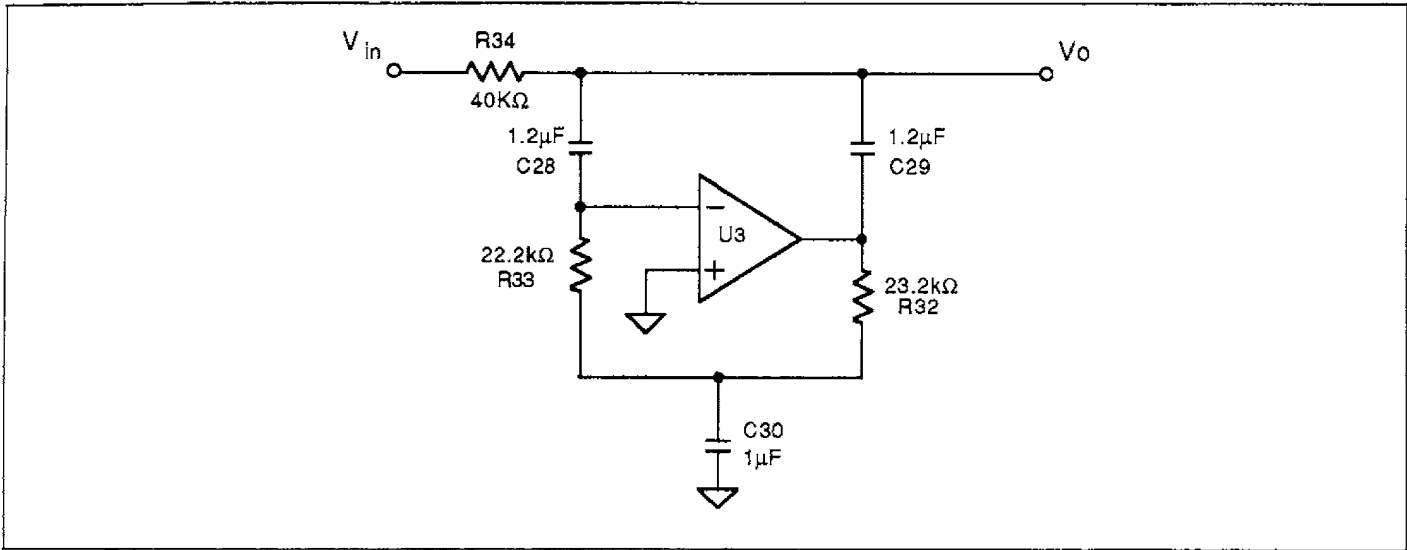 V in
R34
40KΩ
Vo
1.2µF
C28
1.2µF
C29
U3
22.2kΩ
R33
23.2kΩ
R32
C30
1µF